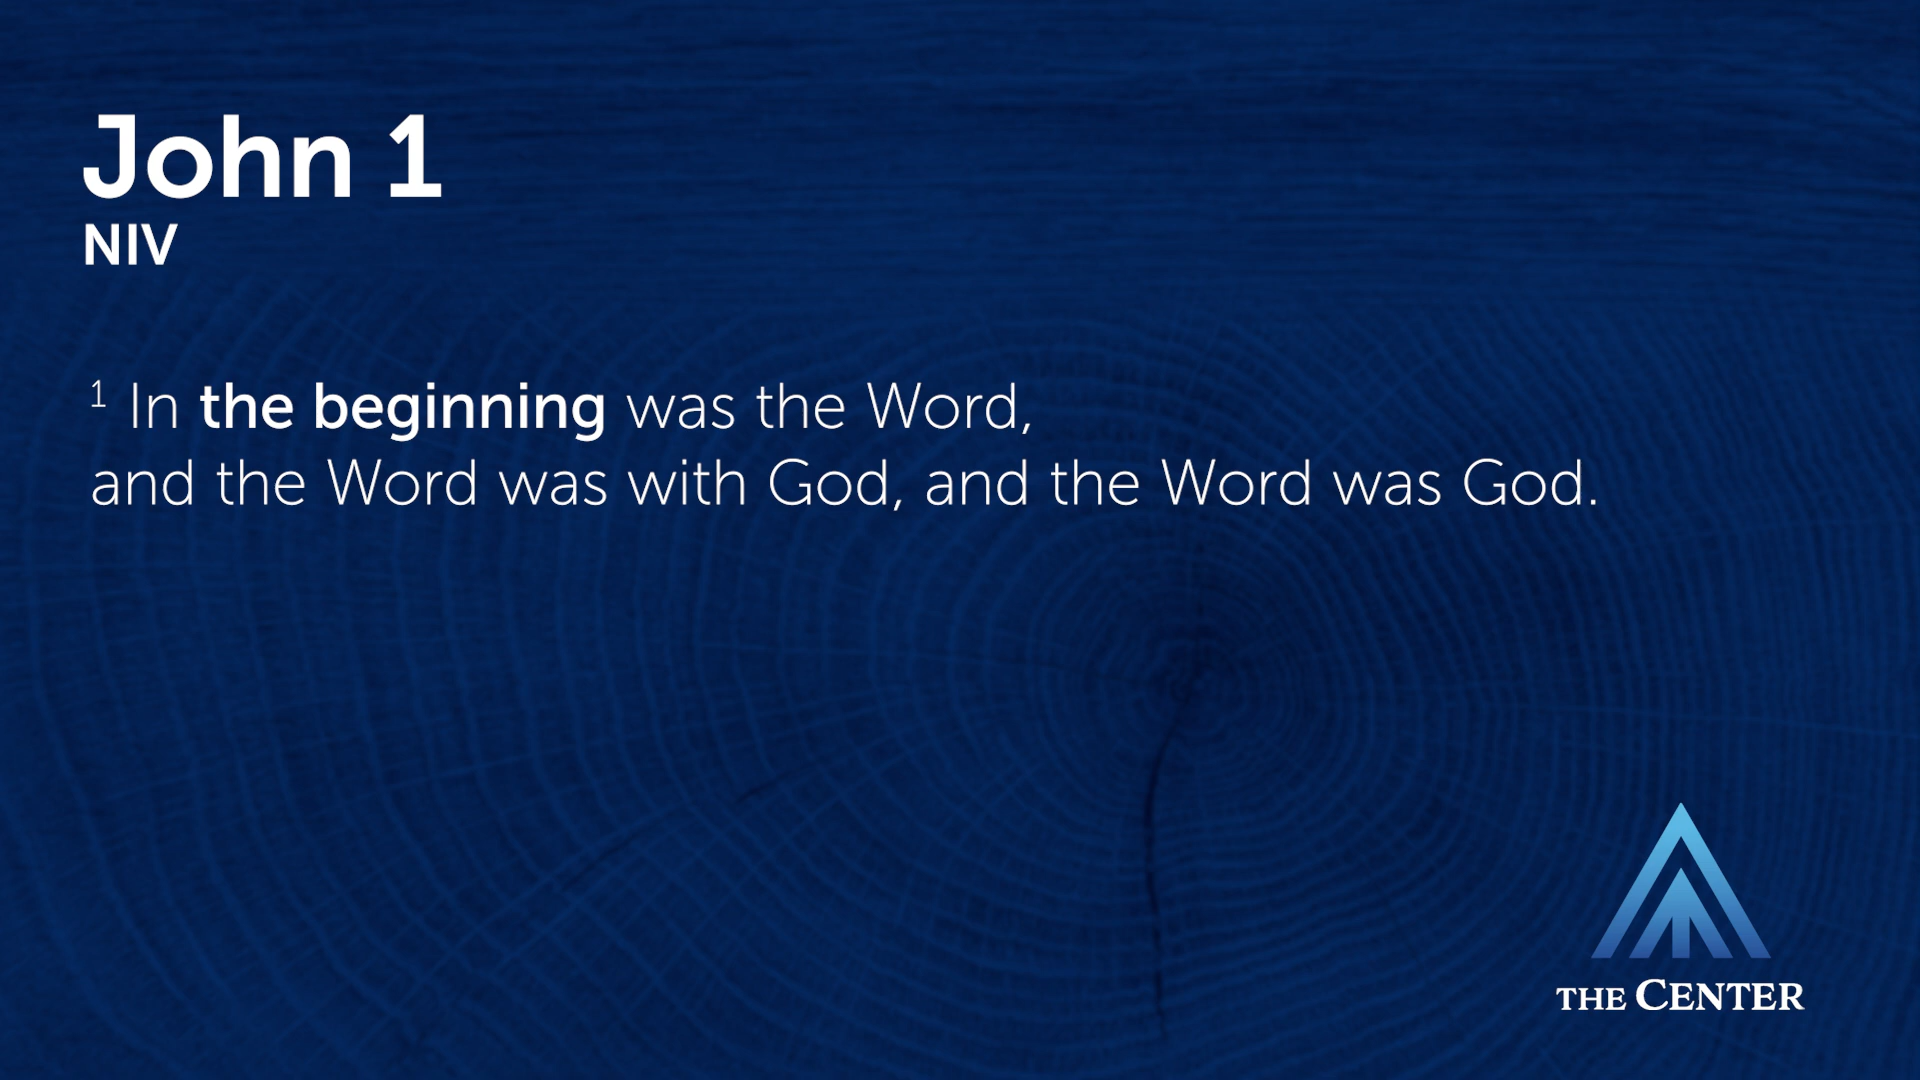 John 1
NIV
1 In the beginning was the Word,
and the Word was with God, and the Word was God.
THE CENTER